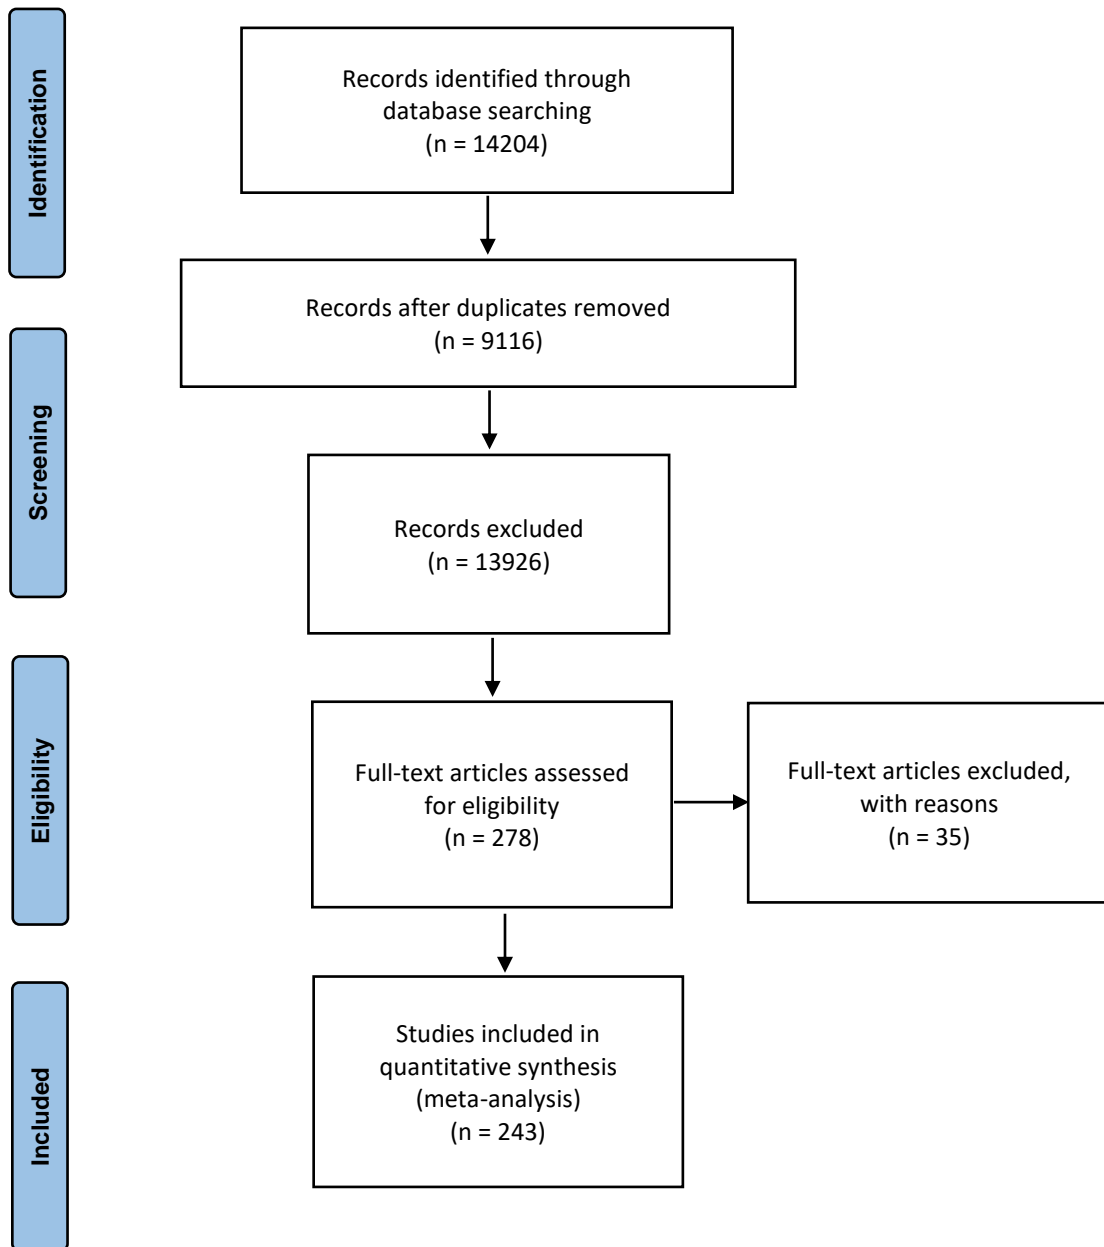 Identification
Records identified through
database searching
(n = 14204)
Records after duplicates removed
(n = 9116)
Screening
Records excluded
(n = 13926)
Eligibility
Full-text articles assessed
for eligibility
(n = 278)
Full-text articles excluded,
with reasons
(n = 35)
Included
Studies included in
quantitative synthesis
(meta-analysis)
(n = 243)